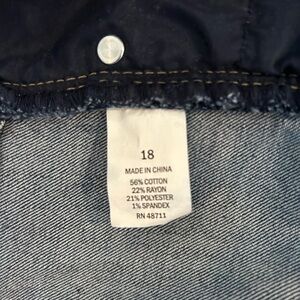 18
MADE IN CHINA
56% COTTON
22% RAYON
21% POLYESTER
1% SPANDEX
RN 48711